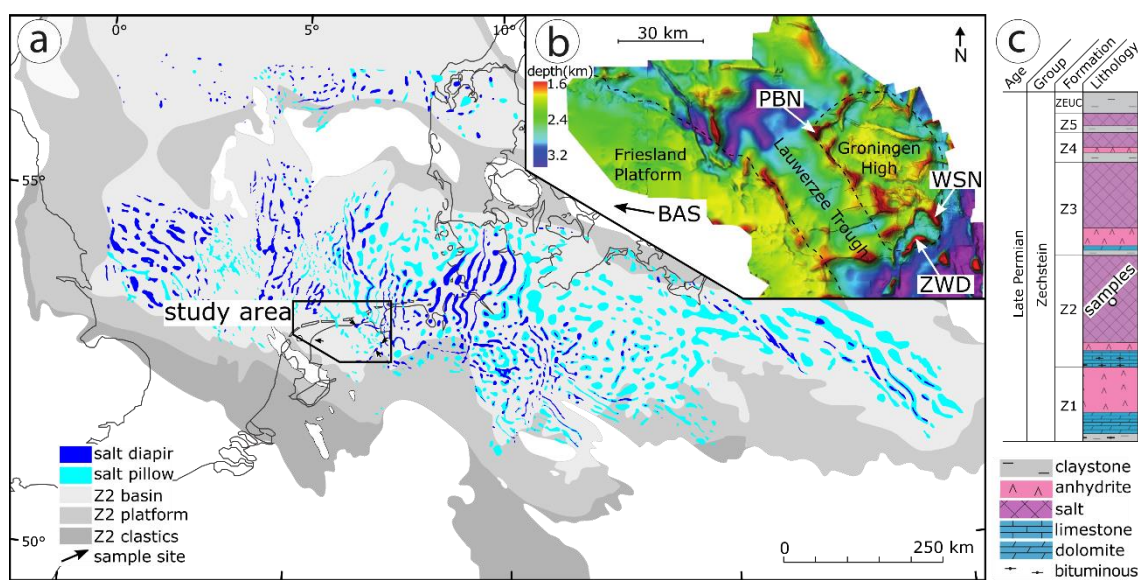 a
0°
5°
10°
55°
50°
study area
salt diapir
salt pillow
Z2 basin
Z2 platform
Z2 clastics
sample site
0 250 km
b
30 km
N
depth(km)
1.6
2.4
3.2
PBN
Friesland
Platform
Lauwerzee Trough
Groningen
High
WSN
BAS
ZWD
c
Age
Group
Formation
Lithology
Late Permian
Zechstein
ZEUC
Z5
Z4
Z3
Z2
samples
Z1
claystone
anhydrite
salt
limestone
dolomite
bituminous